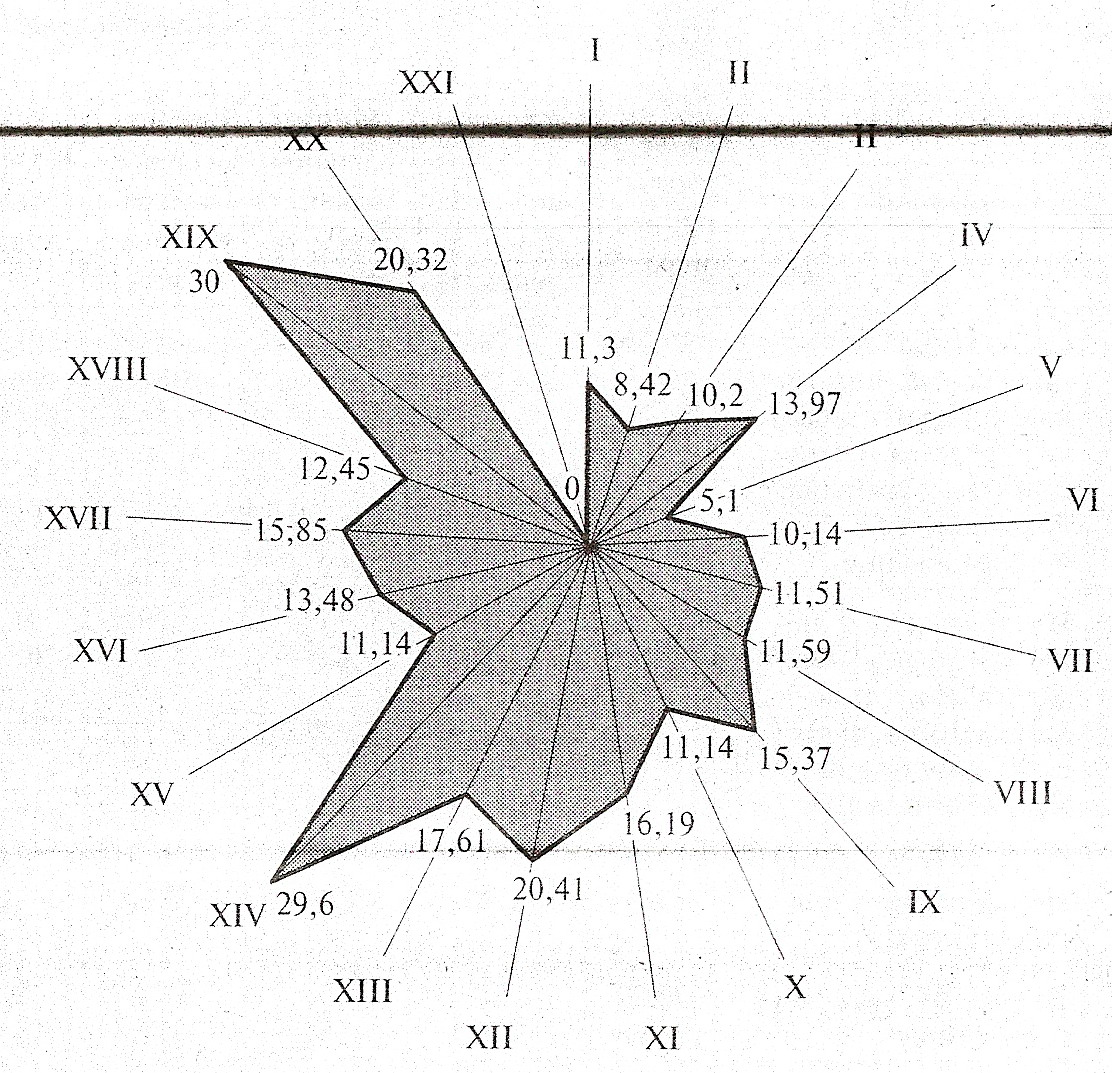 I
II
XXI
XX
II
XIX
IV
30
20,32
11,3
V
XVIII
8,42
10,2
13,97
12,45
0
5,1
VI
XVII
15,85
10,14
13,48
11,51
XVI
11,14
11,59
VII
11,14
15,37
XV
VIII
16,19
17,61
20,41
XIV
29,6
IX
XIII
X
XII
XI